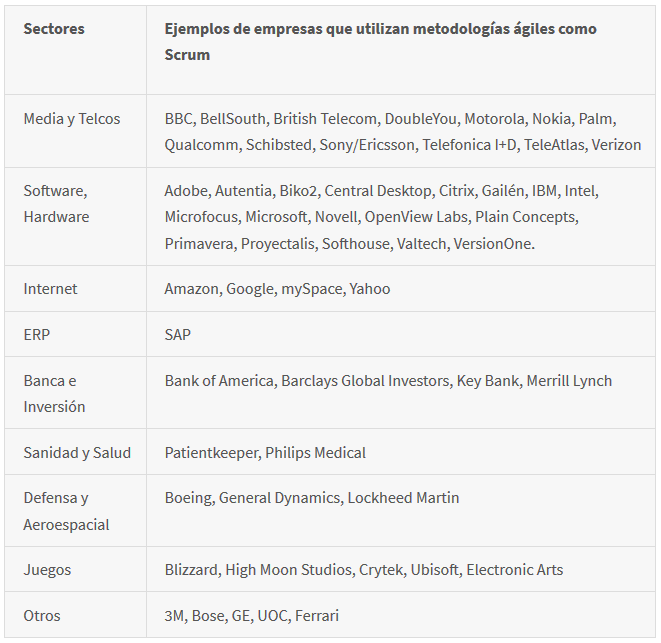 Sectores
Ejemplos de empresas que utilizan metodologías ágiles como
Scrum
Media y Telcos
BBC, BellSouth, British Telecom, DoubleYou, Motorola, Nokia, Palm,
Qualcomm, Schibsted, Sony/Ericsson, Telefonica I+D, TeleAtlas, Verizon
Software,
Hardware
Adobe, Autentia, Biko2, Central Desktop, Citrix, Gailén, IBM, Intel,
Microfocus, Microsoft, Novell, OpenView Labs, Plain Concepts,
Primavera, Proyectalis, Softhouse, Valtech, VersionOne.
Internet
Amazon, Google, mySpace, Yahoo
ERP
SAP
Banca e
Inversión
Bank of America, Barclays Global Investors, Key Bank, Merrill Lynch
Sanidad y Salud
Patientkeeper, Philips Medical
Defensa y
Aeroespacial
Boeing, General Dynamics, Lockheed Martin
Juegos
Blizzard, High Moon Studios, Crytek, Ubisoft, Electronic Arts
Otros
3M, Bose, GE, UOC, Ferrari